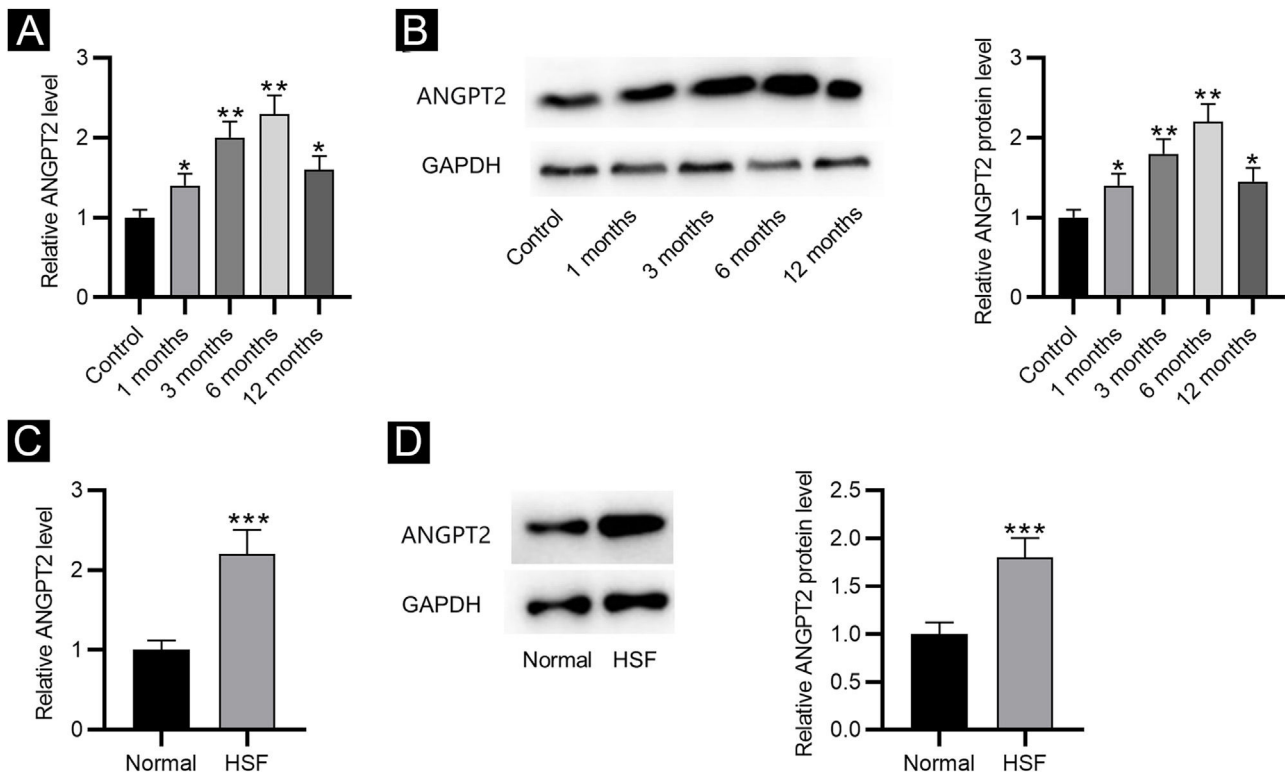 A
Relative ANGPT2 level
3
2
1
0
*
**
**
*
Control
1 months
3 months
6 months
12 months
B
ANGPT2
GAPDH
Control
1 months
3 months
6 months
12 months
Relative ANGPT2 protein level
3
2
1
0
*
**
**
*
Control
1 months
3 months
6 months
12 months
C
Relative ANGPT2 level
3
2
1
0
***
Normal HSF
D
ANGPT2
GAPDH
Normal HSF
Relative ANGPT2 protein level
2.5
2.0
1.5
1.0
0.5
0.0
***
Normal HSF